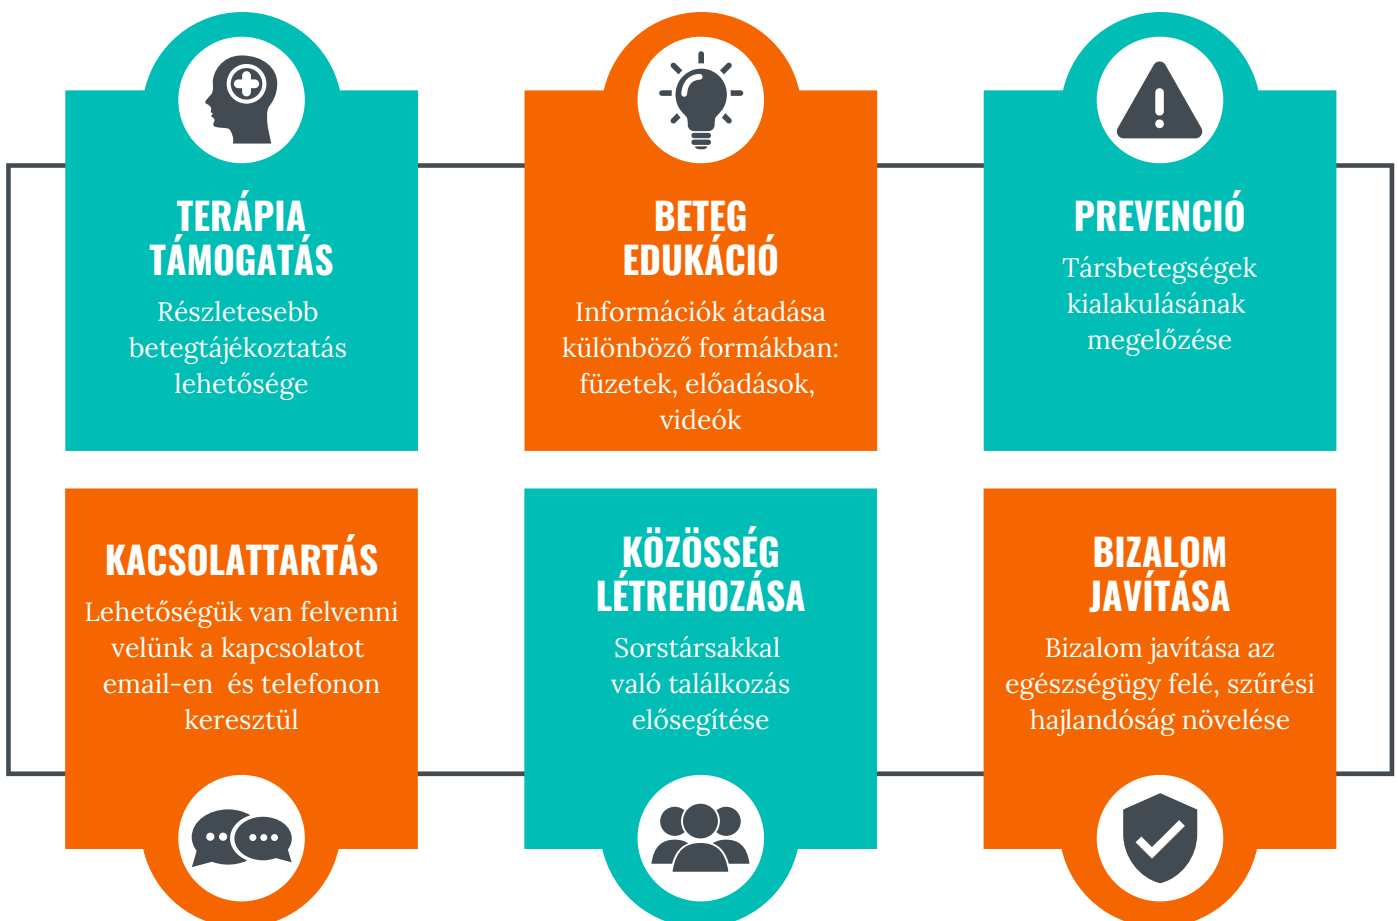 TERÁPIA
TÁMOGATÁS
Részletesebb
betegtájékoztatás
lehetősége
BETEG
EDUKÁCIÓ
Információk átadása
különböző formákban:
füzetek, előadások,
videók
PREVENCIÓ
Társbetegségek
kialakulásának
megelőzése
KACSOLATTARTÁS
Lehetőségük van felvenni
velünk a kapcsolatot
email-en és telefonon
keresztül
KÖZÖSSÉG
LÉTREHOZÁSA
Sorstársakkal
való találkozás
elősegítése
BIZALOM
JAVÍTÁSA
Bizalom javítása az
egészségügy felé, szűrési
hajlandóság növelése